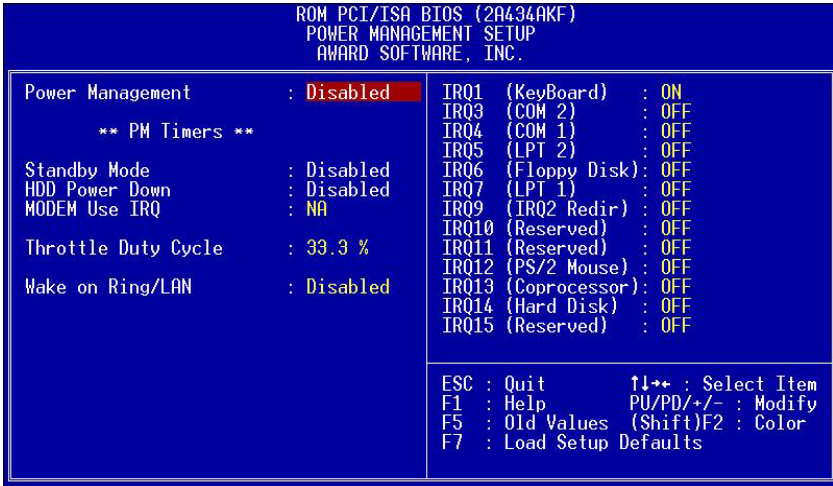 ROM PCI/ISA BIOS (2A434AKF)
POWER MANAGEMENT SETUP
AWARD SOFTWARE, INC.
Power Management : Disabled
** PM Timers **
Standby Mode : Disabled
HDD Power Down : Disabled
MODEM Use IRQ : NA
Throttle Duty Cycle : 33.3 %
Wake on Ring/LAN : Disabled
IRQ1 (KeyBoard) : ON
IRQ3 (COM 2) : OFF
IRQ4 (COM 1) : OFF
IRQ5 (LPT 2) : OFF
IRQ6 (Floppy Disk): OFF
IRQ7 (LPT 1) : OFF
IRQ9 (IRQ2 Redir) : OFF
IRQ10 (Reserved) : OFF
IRQ11 (Reserved) : OFF
IRQ12 (PS/2 Mouse) : OFF
IRQ13 (Coprocessor): OFF
IRQ14 (Hard Disk) : OFF
IRQ15 (Reserved) : OFF
ESC : Quit ↑↓→← : Select Item
F1 : Help PU/PD/+/- : Modify
F5 : Old Values (Shift)F2 : Color
F7 : Load Setup Defaults